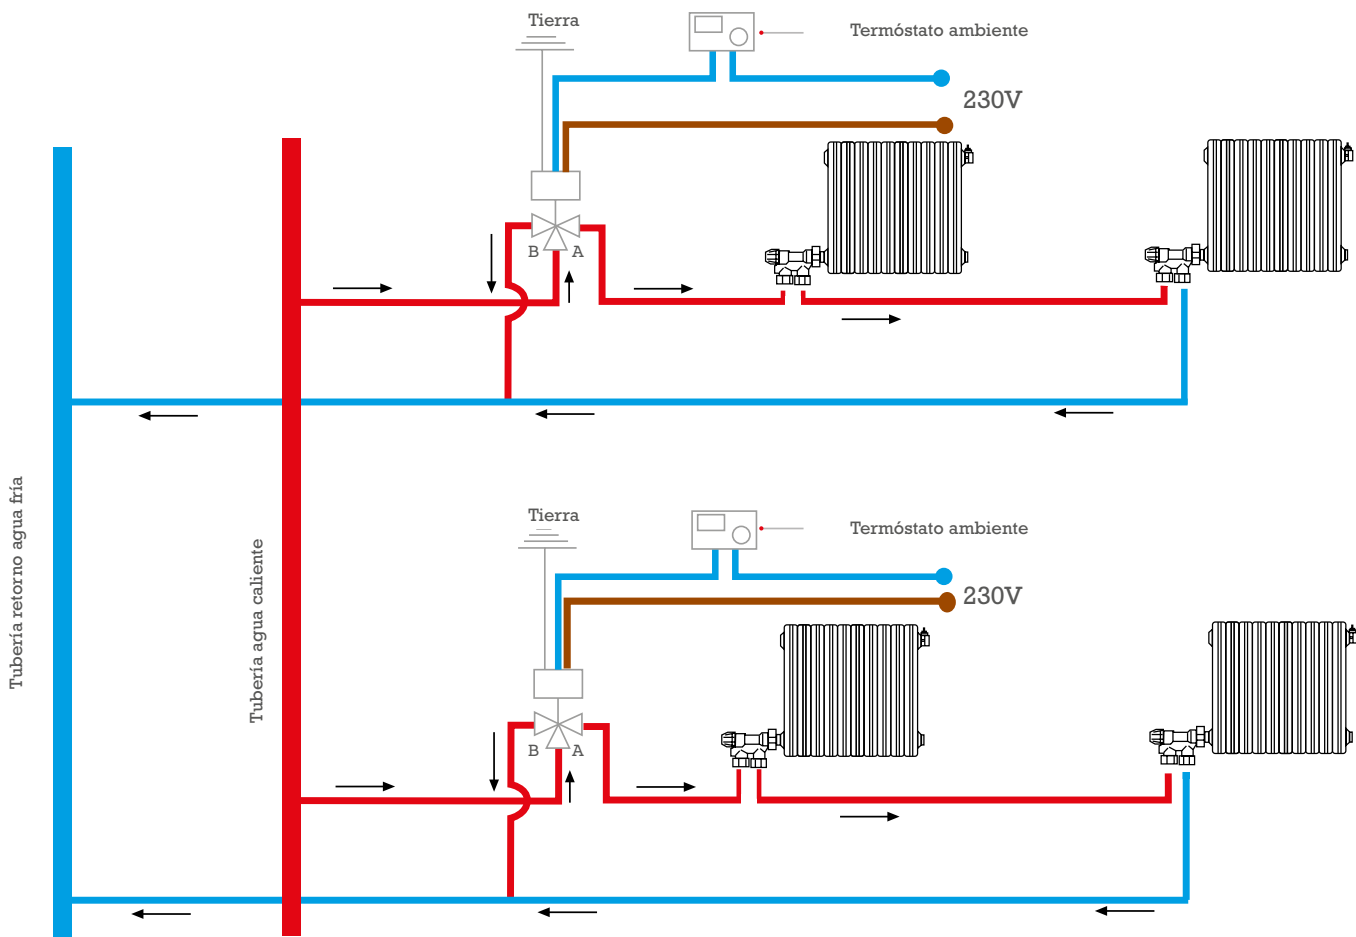 Tierra
Termóstato ambiente
230V
B
A
Tubería retorno agua fría
Tubería agua caliente
Tierra
Termóstato ambiente
230V
B
A